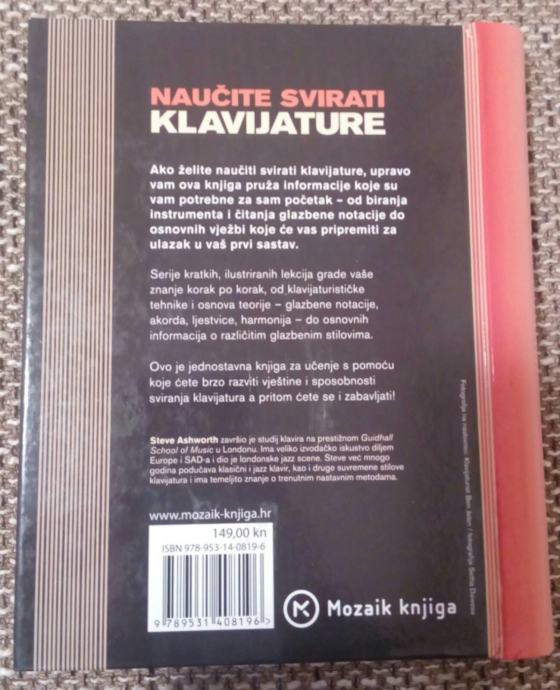 NAUČITE SVIRATI
KLAVIJATURE
Ako želite naučiti svirati klavijature, upravo
vam ova knjiga pruža informacije koje su
vam potrebne za sam početak – od biranja
instrumenta i čitanja glazbene notacije do
osnovnih vježbi koje će vas pripremiti za
ulazak u vaš prvi sastav.
Serije kratkih, ilustriranih lekcija grade vaše
znanje korak po korak, od klavijaturističke
tehnike i osnova teorije – glazbene notacije,
akorda, ljestvice, harmonija – do osnovnih
informacija o različitim glazbenim stilovima.
Ovo je jednostavna knjiga za učenje s pomoću
koje ćete brzo razviti vještine i sposobnosti
sviranja klavijatura a pritom ćete se i zabavljati!
Steve Ashworth završio je studij klavira na prestižnom Guidhall
School of Music u Londonu. Ima veliko izvođačko iskustvo diljem
Europe i SAD-a i dio je londonske jazz scene. Steve već mnogo
godina podučava klasični i jazz klavir, kao i druge suvremene stilove
klavijatura i ima temeljito znanje o trenutnim nastavnim metodama.
www.mozaik-knjiga.hr
149,00 kn
ISBN 978-953-14-0819-6
9 789531 408196 >
Mozaik knjiga
Fotografija na naslovnici: Klavijaturist Ben / fotografija